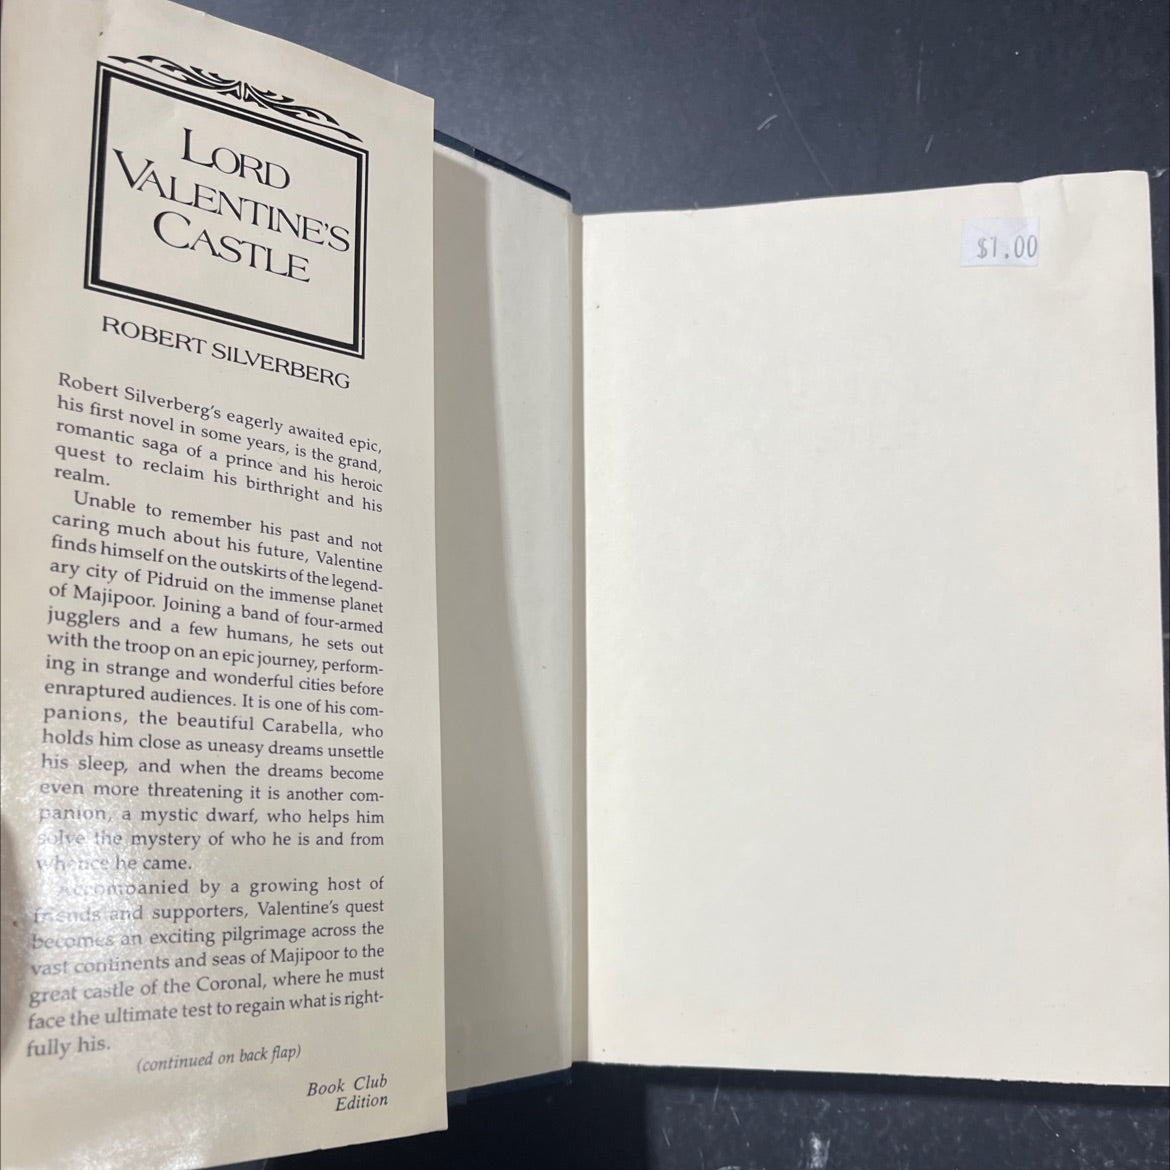 LORD
VALENTINE'S
CASTLE
ROBERT SILVERBERG
Robert Silverberg's eagerly awaited epic,
his first novel in some years, is the grand,
romantic saga of a prince and his heroic
quest to reclaim his birthright and his
realm.
Unable to remember his past and not
caring much about his future, Valentine
finds himself on the outskirts of the legend-
ary city of Pidruid on the immense planet
of Majipoor. Joining a band of four-armed
jugglers and a few humans, he sets out
with the troop on an epic journey, perform-
ing in strange and wonderful cities before
enraptured audiences. It is one of his com-
panions, the beautiful Carabella, who
holds him close as uneasy dreams unsettle
his sleep, and when the dreams become
even more threatening it is another com-
panion, a mystic dwarf, who helps him
solve the mystery of who he is and from
whence he came.
Accompanied by a growing host of
friends and supporters, Valentine's quest
becomes an exciting pilgrimage across the
vast continents and seas of Majipoor to the
great castle of the Coronal, where he must
face the ultimate test to regain what is right-
fully his.
(continued on back flap)
Book Club
Edition
$1.00